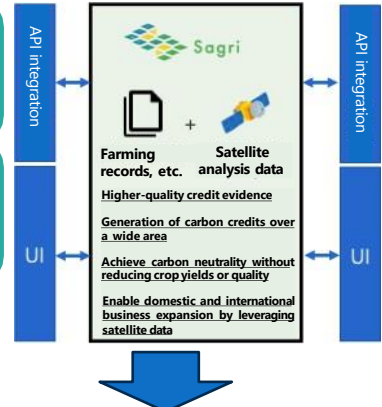 API integration
UI
Sagri
+
Farming
records, etc.
Satellite
analysis data
Higher-quality credit evidence
Generation of carbon credits over
a wide area
Achieve carbon neutrality without
reducing crop yields or quality
Enable domestic and international
business expansion by leveraging
satellite data
API integration
UI